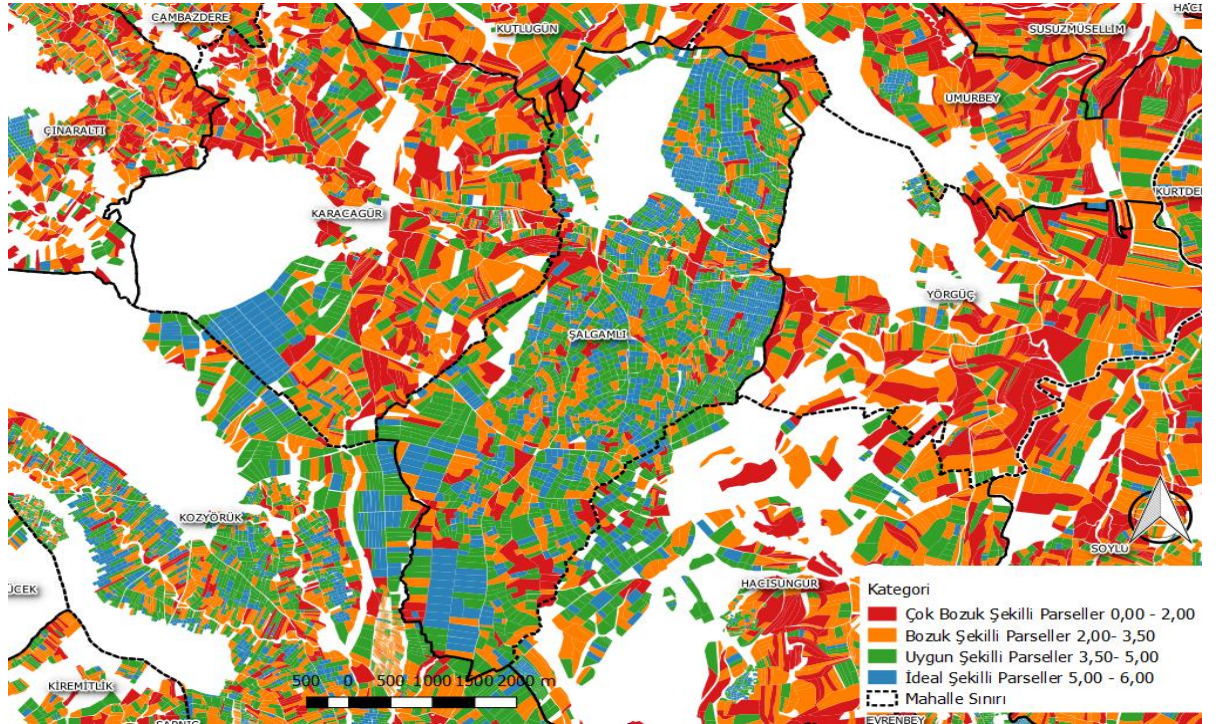 CAMBAZDERE
KUTLUGÜN
HACI
SUSUZMÜSELLİM
UMURBEY
ÇINARALTI
KÜRTDE
KARACAGÜR
YÖRGÜÇ
ŞALGAMLI
KOZYÖRÜK
SOYLU
ÜCEK
HACISUNGUR
KİREMİTLİK
EVRENBEY
Kategori
Çok Bozuk Şekilli Parseller 0,00 - 2,00
Bozuk Şekilli Parseller 2,00- 3,50
Uygun Şekilli Parseller 3,50- 5,00
İdeal Şekilli Parseller 5,00 - 6,00
Mahalle Sınırı
500 0 500 1000 1500 2000 m